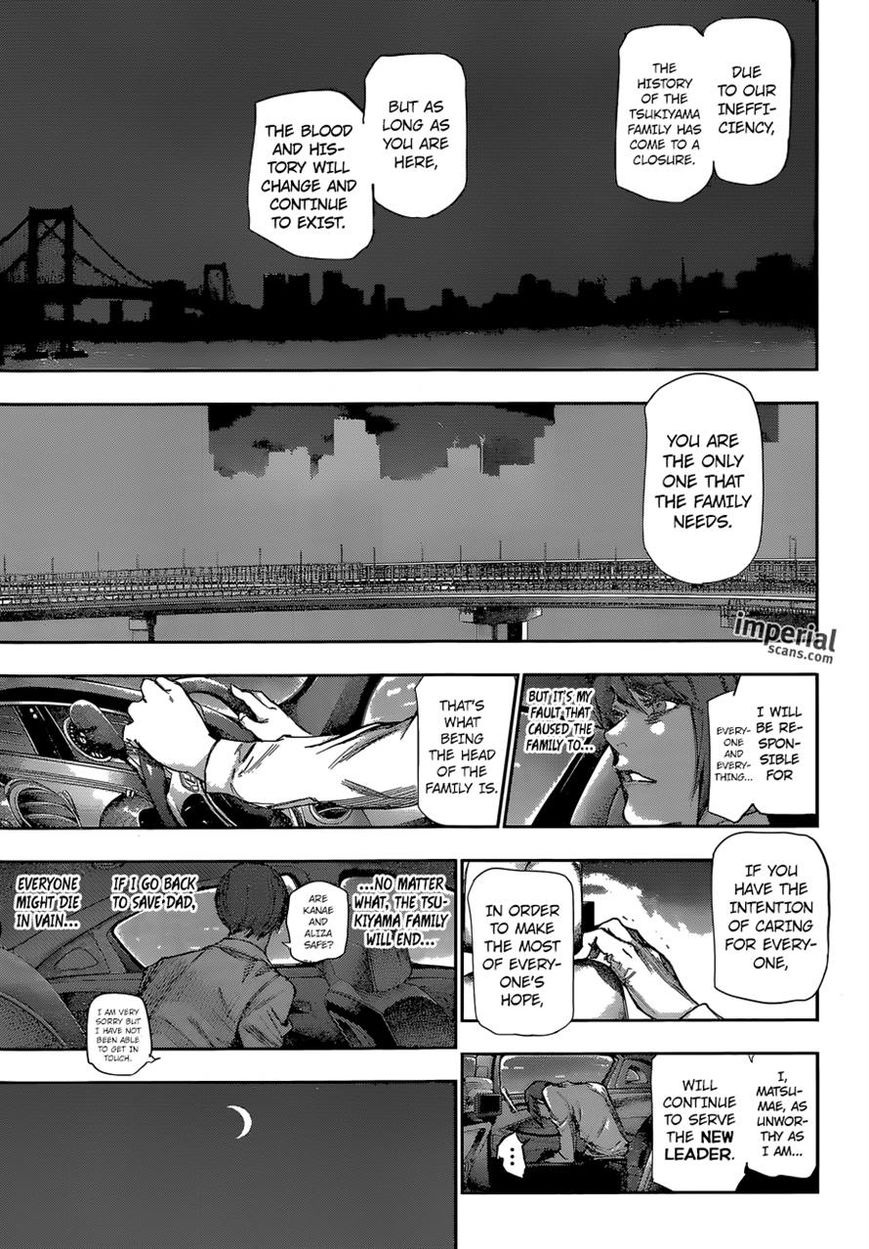 DUE
TO OUR
INEFFI-
CIENCY,
THE
HISTORY
OF THE
TSUKIYAMA
FAMILY HAS
COME TO A
CLOSURE.
BUT AS
LONG AS
YOU ARE
HERE,
THE BLOOD
AND HIS-
TORY WILL
CHANGE AND
CONTINUE
TO EXIST.
YOU ARE
THE ONLY
ONE THAT
THE FAMILY
NEEDS.
imperial
scans.com
I WILL
BE RE-
SPON-
SIBLE
FOR
EVERY-
ONE
AND
EVERY-
THING...
BUT IT'S MY
FAULT THAT
CAUSED THE
FAMILY TO...
THAT'S
WHAT
BEING
THE HEAD
OF THE
FAMILY IS.
IF YOU
HAVE THE
INTENTION
OF CARING
FOR EVERY-
ONE,
IN ORDER
TO MAKE
THE MOST
OF EVERY-
ONE'S
HOPE,
...NO MATTER
WHAT, THE TSU-
KIYAMA FAMILY
WILL END...
ARE
KANAE
AND
ALIZA
SAFE?
IF I GO BACK
TO SAVE DAD,
EVERYONE
MIGHT DIE
IN VAIN...
I AM VERY
SORRY BUT
I HAVE NOT
BEEN ABLE
TO GET IN
TOUCH.
I,
MATSU-
MAE, AS
UNWOR-
THY AS
I AM...
WILL
CONTINUE
TO SERVE
THE NEW
LEADER.
...